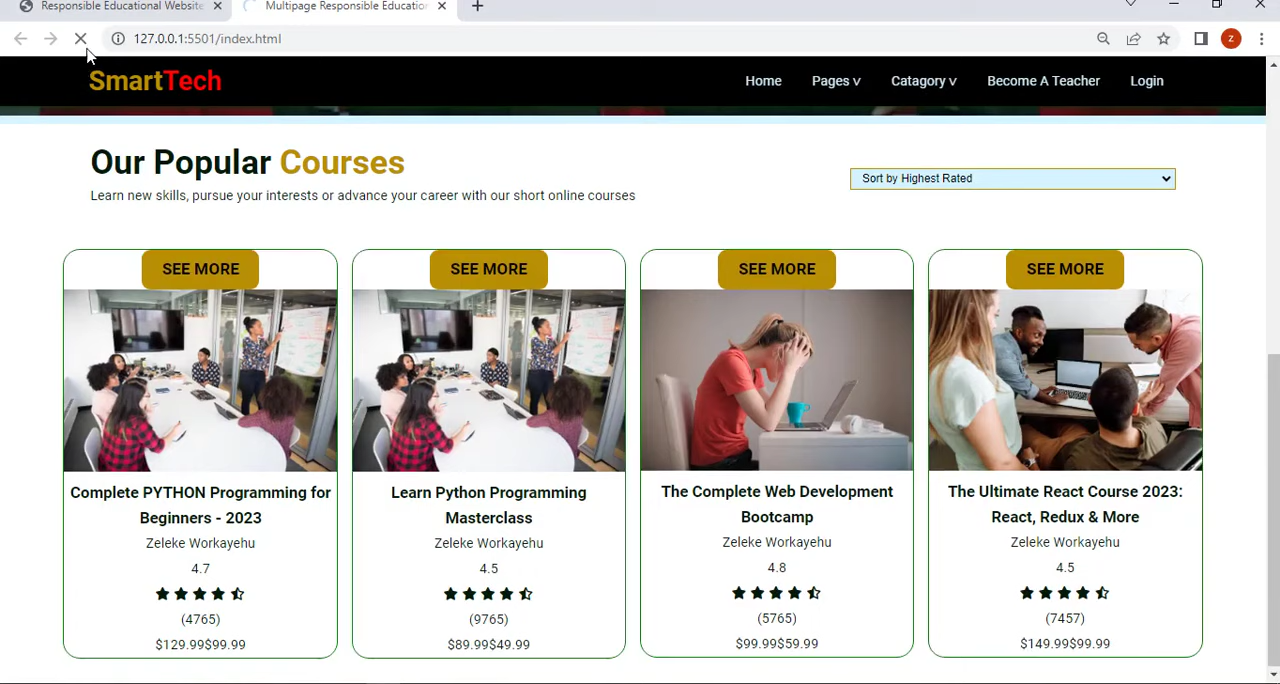 Responsible Educational Website
Multipage Responsible Education
127.0.0.1:5501/index.html
z
SmartTech
Home
Pages v
Catagory v
Become A Teacher
Login
Our Popular Courses
Learn new skills, pursue your interests or advance your career with our short online courses
Sort by Highest Rated
SEE MORE
Complete PYTHON Programming for
Beginners - 2023
Zeleke Workayehu
4.7
(4765)
$129.99$99.99
SEE MORE
Learn Python Programming
Masterclass
Zeleke Workayehu
4.5
(9765)
$89.99$49.99
SEE MORE
The Complete Web Development
Bootcamp
Zeleke Workayehu
4.8
(5765)
$99.99$59.99
SEE MORE
The Ultimate React Course 2023:
React, Redux & More
Zeleke Workayehu
4.5
(7457)
$149.99$99.99